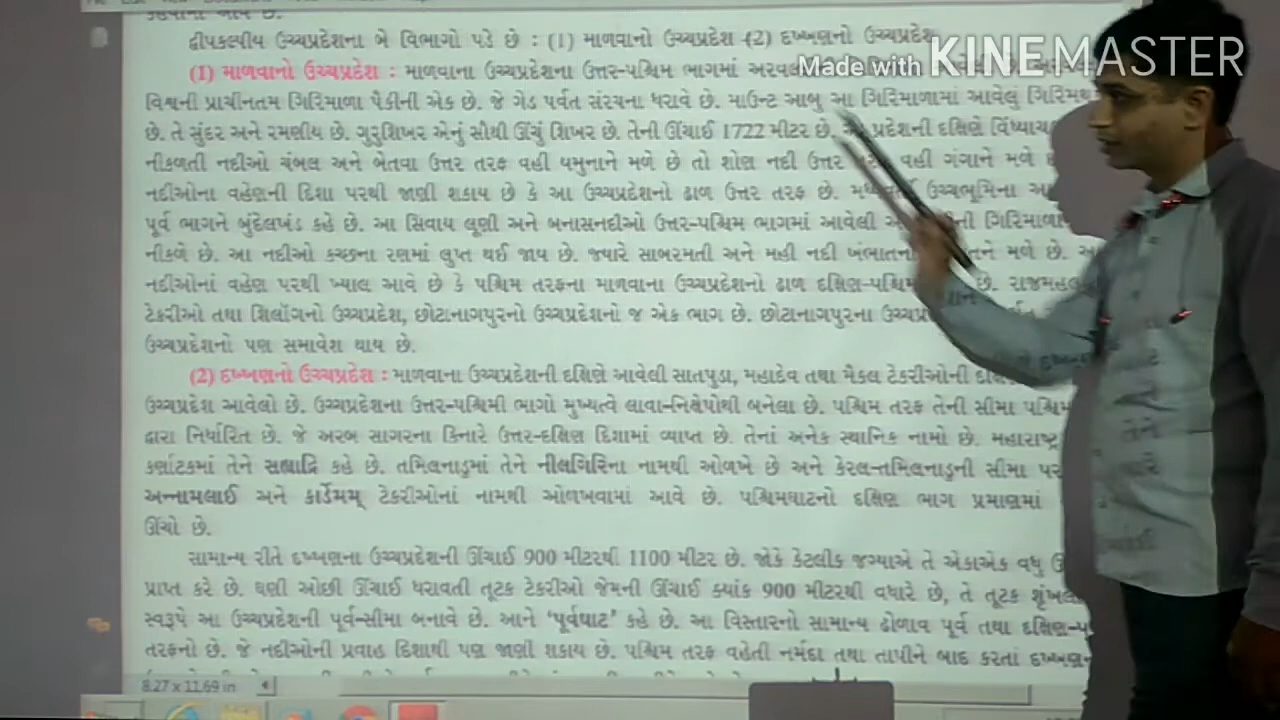 દ્વીપકલ્પીય ઉચ્ચપ્રદેશના બે વિભાગો પડે છે : (1) માળવાનો ઉચ્ચપ્રદેશ (2) દખ્ખણનો ઉચ્ચપ્રદેશ
Made with KINEMASTER
(1) માળવાનો ઉચ્ચપ્રદેશ : માળવાના ઉચ્ચપ્રદેશના ઉત્તર-પશ્ચિમ ભાગમાં
વિશ્વની પ્રાચીનતમ ગિરિમાળા પૈકીની એક છે. જે ગેડ પર્વત સંરચના ધરાવે છે. માઉન્ટ આબુ આ ગિરિમાળામાં આવેલું
છે. તે સુંદર અને રમણીય છે. ગુરુશિખર એનું સૌથી ઊંચું શિખર છે. તેની ઊંચાઈ 1722 મીટર છે. આ પ્રદેશની દક્ષિણે
નીકળતી નદીઓ ચંબલ અને બેતવા ઉત્તર તરફ વહી યમુનાને મળે છે તો શોણ નદી ઉત્તર વહી ગંગાને મળે
નદીઓના વહેણની દિશા પરથી જાણી શકાય છે કે આ ઉચ્ચપ્રદેશનો ઢાળ ઉત્તર તરફ છે. ઉચ્ચભૂમિના
પૂર્વ ભાગને બુંદેલખંડ કહે છે. આ સિવાય લૂણી અને બનાસનદીઓ ઉત્તર-પશ્ચિમ ભાગમાં આવેલી
નીકળે છે. આ નદીઓ કચ્છના રણમાં લુપ્ત થઈ જાય છે. જ્યારે સાબરમતી અને મહી નદી મળે છે.
નદીઓનાં વહેણ પરથી ખ્યાલ આવે છે કે પશ્ચિમ તરફના માળવાના ઉચ્ચપ્રદેશનો ઢાળ છે.
ટેકરીઓ તથા શિલોંગનો ઉચ્ચપ્રદેશ, છોટાનાગપુરનો ઉચ્ચપ્રદેશનો જ એક ભાગ છે. છોટાનાગપુરના
ઉચ્ચપ્રદેશનો પણ સમાવેશ થાય છે.
(2) દખ્ખણનો ઉચ્ચપ્રદેશ : માળવાના ઉચ્ચપ્રદેશની દક્ષિણે આવેલી સાતપુડા, મહાદેવ તથા મૈકલ ટેકરીઓની
ઉચ્ચપ્રદેશ આવેલો છે. ઉચ્ચપ્રદેશના ઉત્તર-પશ્ચિમી ભાગો મુખ્યત્વે લાવા-નિક્ષેપોથી બનેલા છે. પશ્ચિમ તરફ તેની સીમા
દ્વારા નિર્ધારિત છે. જે અરબ સાગરના કિનારે ઉત્તર-દક્ષિણ દિશામાં વ્યાપ્ત છે. તેનાં અનેક સ્થાનિક નામો છે. મહારાષ્ટ્ર
કર્ણાટકમાં તેને સહ્યાદ્રિ કહે છે. તમિલનાડુમાં તેને નીલગિરિના નામથી ઓળખે છે અને કેરલ-તમિલનાડુની સીમા પર
અન્નામલાઈ અને કાર્ડેમમ્ ટેકરીઓનાં નામથી ઓળખવામાં આવે છે. પશ્ચિમઘાટનો દક્ષિણ ભાગ પ્રમાણમાં
ઊંચો છે.
સામાન્ય રીતે દખ્ખણના ઉચ્ચપ્રદેશની ઊંચાઈ 900 મીટરથી 1100 મીટર છે. જોકે કેટલીક જગ્યાએ તે એકાએક વધુ
પ્રાપ્ત કરે છે. ઘણી ઓછી ઊંચાઈ ધરાવતી તૂટક ટેકરીઓ જેમની ઊંચાઈ ક્યાંક 900 મીટરથી વધારે છે, તે તૂટક
સ્વરૂપે આ ઉચ્ચપ્રદેશની પૂર્વ-સીમા બનાવે છે. આને 'પૂર્વઘાટ' કહે છે. આ વિસ્તારનો સામાન્ય ઢોળાવ પૂર્વ તથા
તરફનો છે. જે નદીઓની પ્રવાહ દિશાથી પણ જાણી શકાય છે. પશ્ચિમ તરફ વહેતી નર્મદા તથા તાપીને બાદ કરતાં
8.27 x 11.69 in